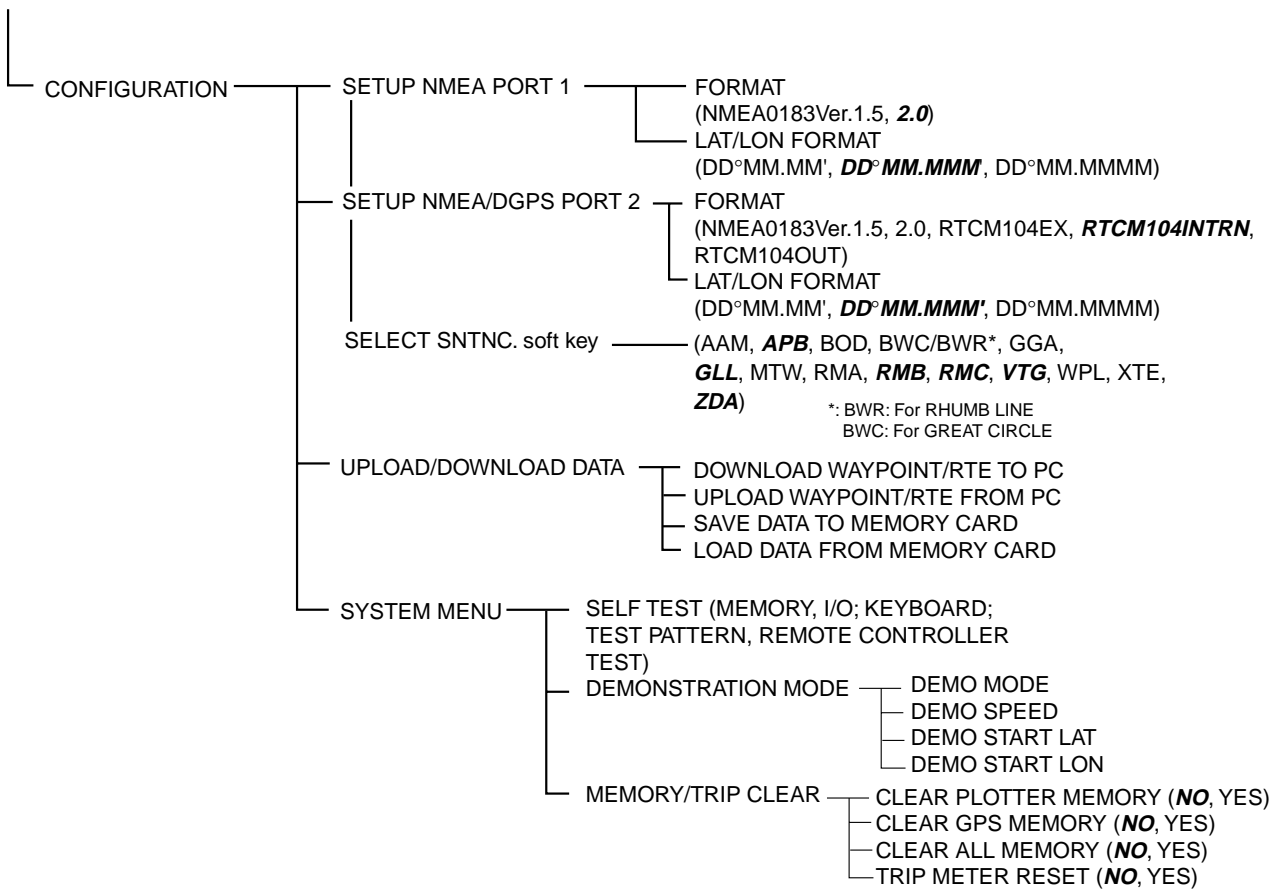 CONFIGURATION
SETUP NMEA PORT 1
FORMAT
(NMEA0183Ver.1.5, 2.0)
LAT/LON FORMAT
(DD°MM.MM', DD°MM.MMM', DD°MM.MMMM)
SETUP NMEA/DGPS PORT 2
FORMAT
(NMEA0183Ver.1.5, 2.0, RTCM104EX, RTCM104INTRN,
RTCM104OUT)
LAT/LON FORMAT
(DD°MM.MM', DD°MM.MMM', DD°MM.MMMM)
SELECT SNTNC. soft key
(AAM, APB, BOD, BWC/BWR*, GGA,
GLL, MTW, RMA, RMB, RMC, VTG, WPL, XTE,
ZDA)
*: BWR: For RHUMB LINE
BWC: For GREAT CIRCLE
UPLOAD/DOWNLOAD DATA
DOWNLOAD WAYPOINT/RTE TO PC
UPLOAD WAYPOINT/RTE FROM PC
SAVE DATA TO MEMORY CARD
LOAD DATA FROM MEMORY CARD
SYSTEM MENU
SELF TEST (MEMORY, I/O; KEYBOARD;
TEST PATTERN, REMOTE CONTROLLER
TEST)
DEMONSTRATION MODE
DEMO MODE
DEMO SPEED
DEMO START LAT
DEMO START LON
MEMORY/TRIP CLEAR
CLEAR PLOTTER MEMORY (NO, YES)
CLEAR GPS MEMORY (NO, YES)
CLEAR ALL MEMORY (NO, YES)
TRIP METER RESET (NO, YES)